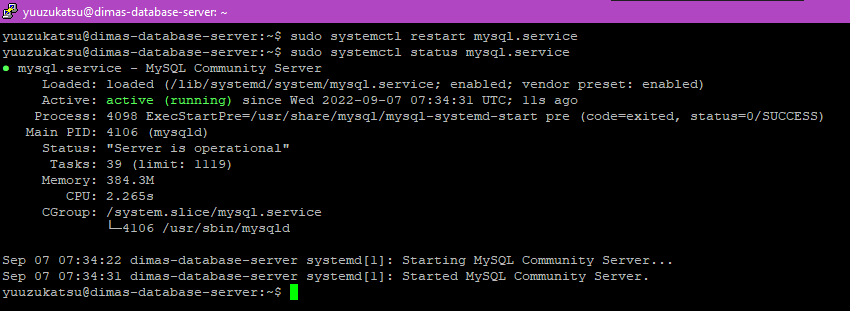 yuuzukatsu@dimas-database-server: ~
yuuzukatsu@dimas-database-server:~$ sudo systemctl restart mysql.service
yuuzukatsu@dimas-database-server:~$ sudo systemctl status mysql.service
● mysql.service - MySQL Community Server
     Loaded: loaded (/lib/systemd/system/mysql.service; enabled; vendor preset: enabled)
     Active: active (running) since Wed 2022-09-07 07:34:31 UTC; 11s ago
    Process: 4098 ExecStartPre=/usr/share/mysql/mysql-systemd-start pre (code=exited, status=0/SUCCESS)
   Main PID: 4106 (mysqld)
     Status: "Server is operational"
      Tasks: 39 (limit: 1119)
     Memory: 384.3M
        CPU: 2.265s
     CGroup: /system.slice/mysql.service
             └─4106 /usr/sbin/mysqld
Sep 07 07:34:22 dimas-database-server systemd[1]: Starting MySQL Community Server...
Sep 07 07:34:31 dimas-database-server systemd[1]: Started MySQL Community Server.
yuuzukatsu@dimas-database-server:~$